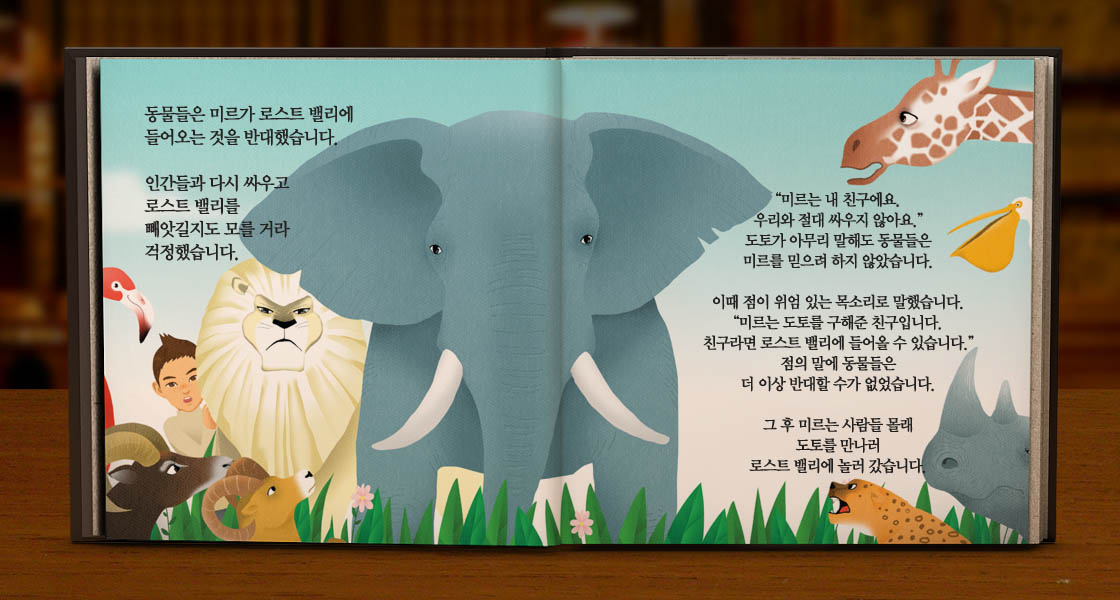 동물들은 미르가 로스트 밸리에
들어오는 것을 반대했습니다.
인간들과 다시 싸우고
로스트 밸리를
빼앗길지도 모를 거라
걱정했습니다.
“미르는 내 친구에요.
우리와 절대 싸우지 않아요.”
도토가 아무리 말해도 동물들은
미르를 믿으려 하지 않았습니다.
이때 점이 위엄 있는 목소리로 말했습니다.
“미르는 도토를 구해준 친구입니다.
친구라면 로스트 밸리에 들어올 수 있습니다.”
점의 말에 동물들은
더 이상 반대할 수가 없었습니다.
그 후 미르는 사람들 몰래
도토를 만나러
로스트 밸리에 놀러 갔습니다.